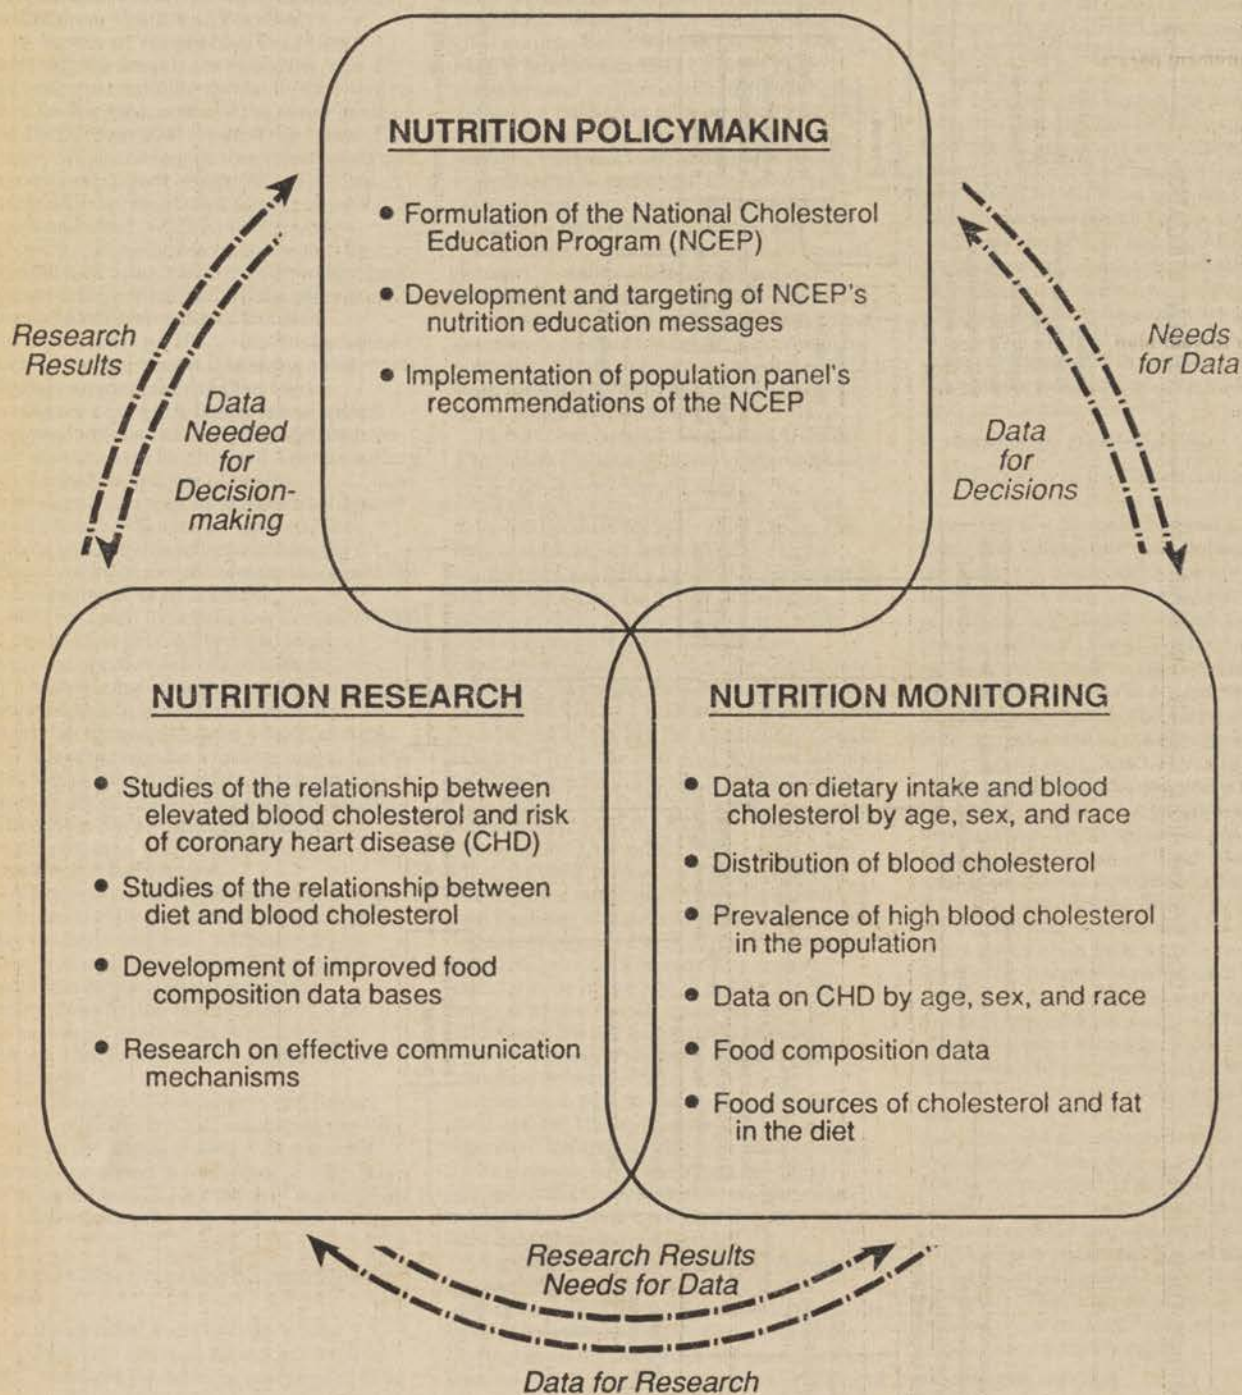 NUTRITION POLICYMAKING
• Formulation of the National Cholesterol
Education Program (NCEP)
• Development and targeting of NCEP's
nutrition education messages
• Implementation of population panel's
recommendations of the NCEP
Research
Results
Data
Needed
for
Decision-
making
Needs
for Data
Data
for
Decisions
NUTRITION RESEARCH
• Studies of the relationship between
elevated blood cholesterol and risk
of coronary heart disease (CHD)
• Studies of the relationship between
diet and blood cholesterol
• Development of improved food
composition data bases
• Research on effective communication
mechanisms
NUTRITION MONITORING
• Data on dietary intake and blood
cholesterol by age, sex, and race
• Distribution of blood cholesterol
• Prevalence of high blood cholesterol
in the population
• Data on CHD by age, sex, and race
• Food composition data
• Food sources of cholesterol and fat
in the diet
Research Results
Needs for Data
Data for Research